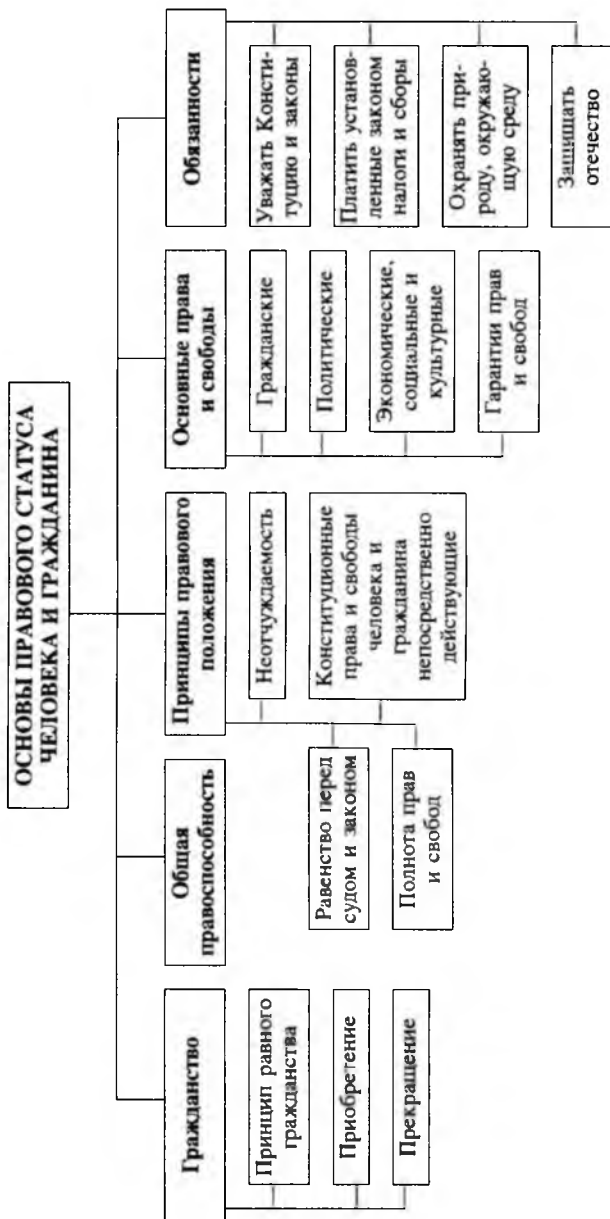 ОСНОВЫ ПРАВОВОГО СТАТУСА
ЧЕЛОВЕКА И ГРАЖДАНИНА
Гражданство
Принцип равного
гражданства
Приобретение
Прекращение
Общая
правоспособность
Принципы правового
положения
Неотчуждаемость
Равенство перед
судом и законом
Конституционные
права и свободы
человека и
гражданина
непосредственно
действующие
Полнота прав
и свобод
Основные права
и свободы
Гражданские
Политические
Экономические,
социальные и
культурные
Гарантии прав
и свобод
Обязанности
Уважать Консти-
туцию и законы
Платить установ-
ленные законом
налоги и сборы
Охранять при-
роду, окружаю-
щую среду
Защищать
отечество